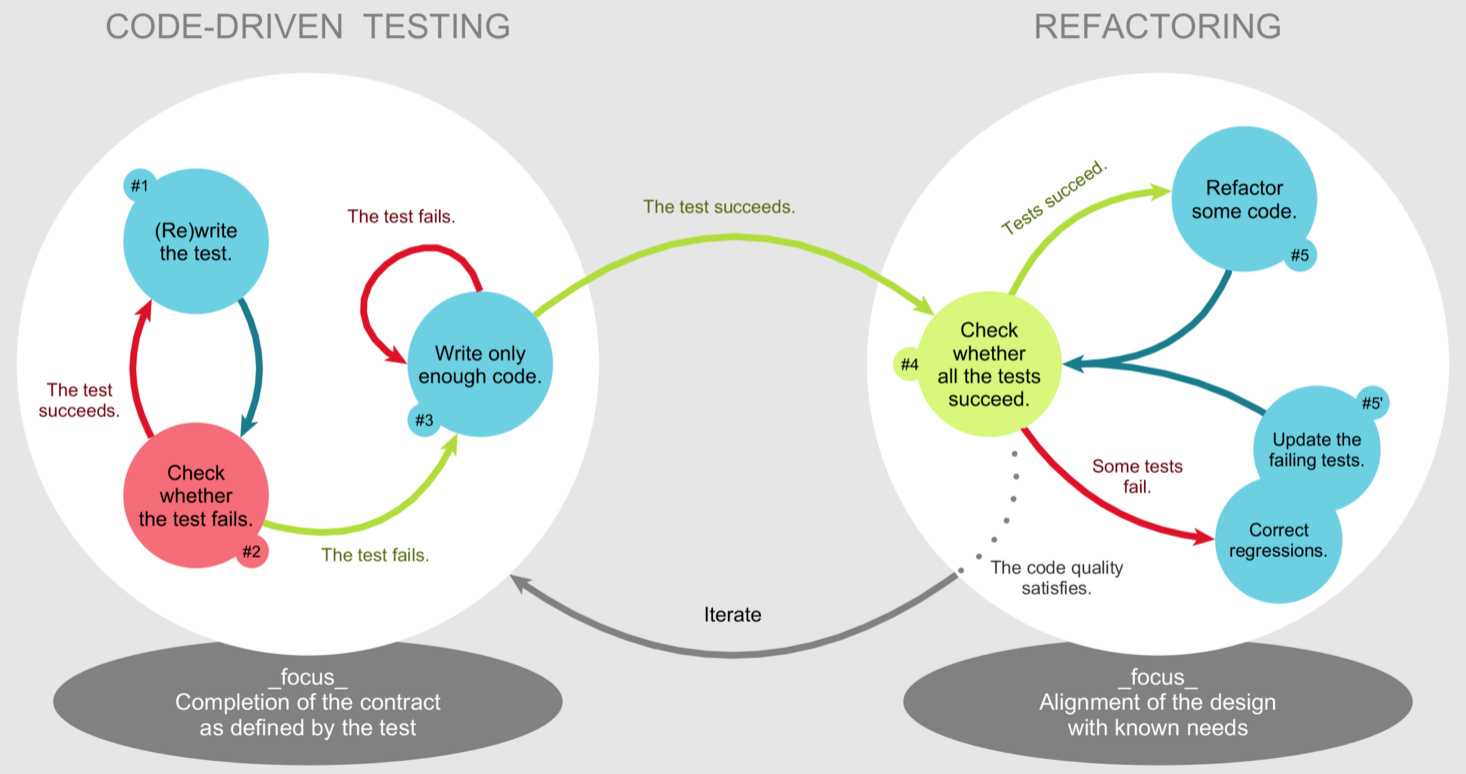 CODE-DRIVEN TESTING
#1
(Re)write
the test.
The test
succeeds.
Check
whether
the test fails.
#2
The test fails.
The test fails.
Write only
enough code.
#3
_focus_
Completion of the contract
as defined by the test
The test succeeds.
Iterate
REFACTORING
Tests succeed.
Refactor
some code.
#5
Check
whether
all the tests
succeed.
#4
Some tests
fail.
#5'
Update the
failing tests.
Correct
regressions.
The code quality
satisfies.
_focus_
Alignment of the design
with known needs